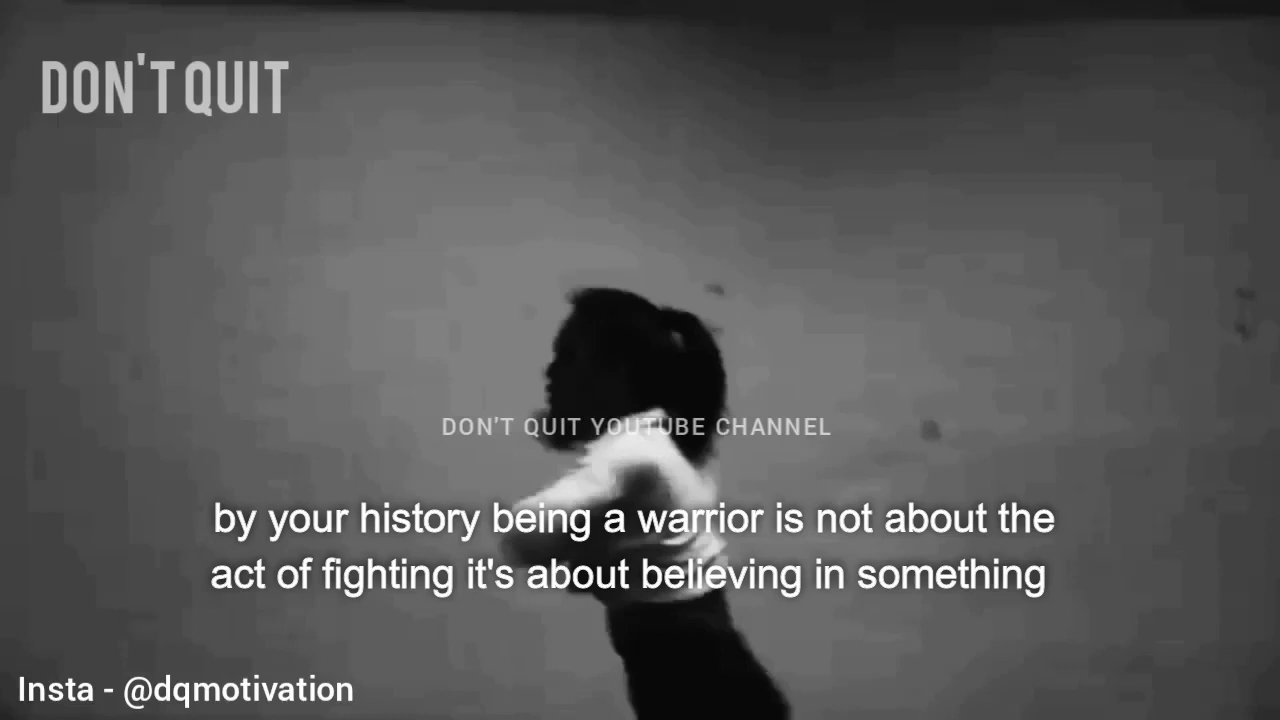 DON'T QUIT
DON'T QUIT YOUTUBE CHANNEL
by your history being a warrior is not about the
act of fighting it's about believing in something
Insta - @dqmotivation